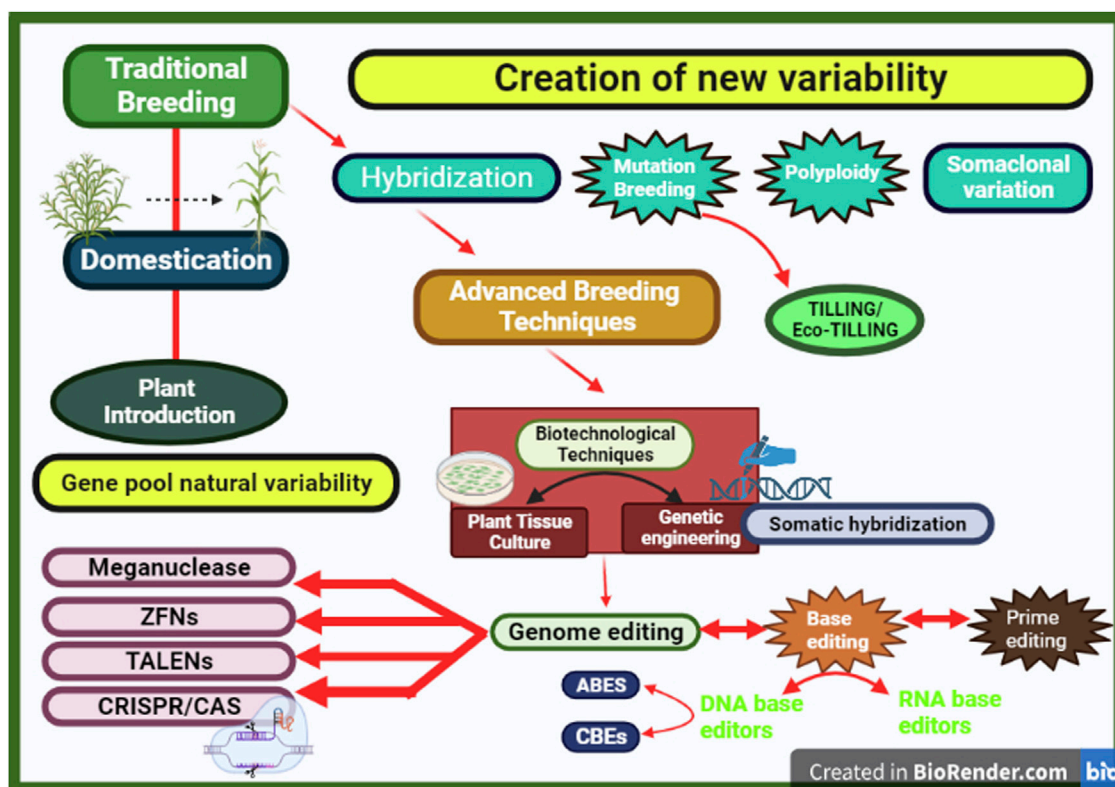 Traditional
Breeding
Creation of new variability
Hybridization
Mutation
Breeding
Polyploidy
Somaclonal
variation
Domestication
Advanced Breeding
Techniques
TILLING/
Eco-TILLING
Plant
Introduction
Biotechnological
Techniques
Gene pool natural variability
Plant Tissue
Culture
Genetic
engineering
Somatic hybridization
Meganuclease
ZFNs
TALENs
CRISPR/CAS
Genome editing
Base
editing
Prime
editing
ABES
CBEs
DNA base
editors
RNA base
editors
Created in BioRender.com
bio